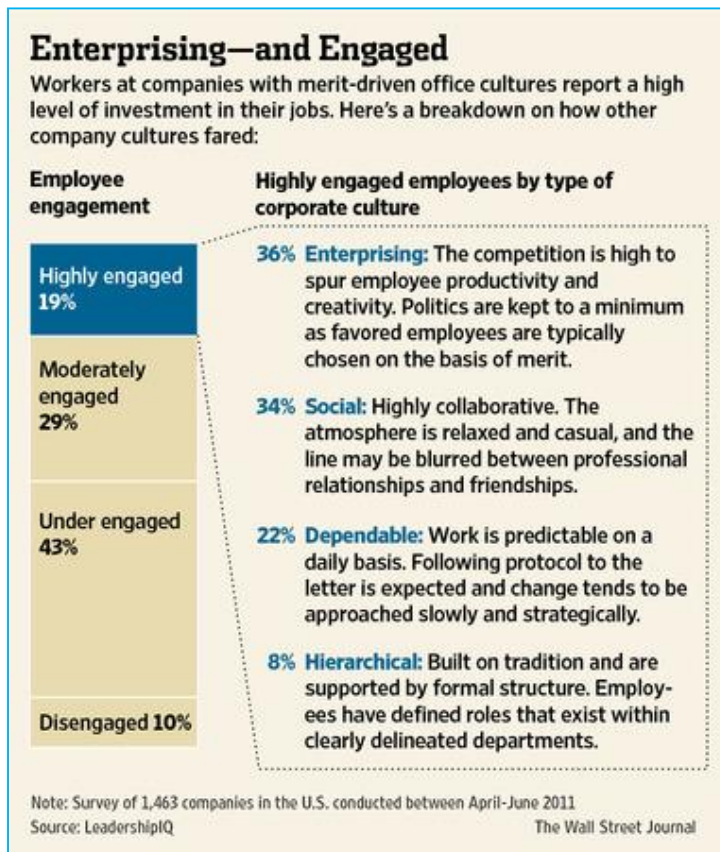 Enterprising—and Engaged
Workers at companies with merit-driven office cultures report a high
level of investment in their jobs. Here's a breakdown on how other
company cultures fared:
Employee
engagement
Highly engaged
19%
Moderately
engaged
29%
Under engaged
43%
Disengaged 10%
Highly engaged employees by type of
corporate culture
36% Enterprising: The competition is high to
spur employee productivity and
creativity. Politics are kept to a minimum
as favored employees are typically
chosen on the basis of merit.
34% Social: Highly collaborative. The
atmosphere is relaxed and casual, and the
line may be blurred between professional
relationships and friendships.
22% Dependable: Work is predictable on a
daily basis. Following protocol to the
letter is expected and change tends to be
approached slowly and strategically.
8% Hierarchical: Built on tradition and are
supported by formal structure. Employ-
ees have defined roles that exist within
clearly delineated departments.
Note: Survey of 1,463 companies in the U.S. conducted between April-June 2011
Source: LeadershipIQ
The Wall Street Journal